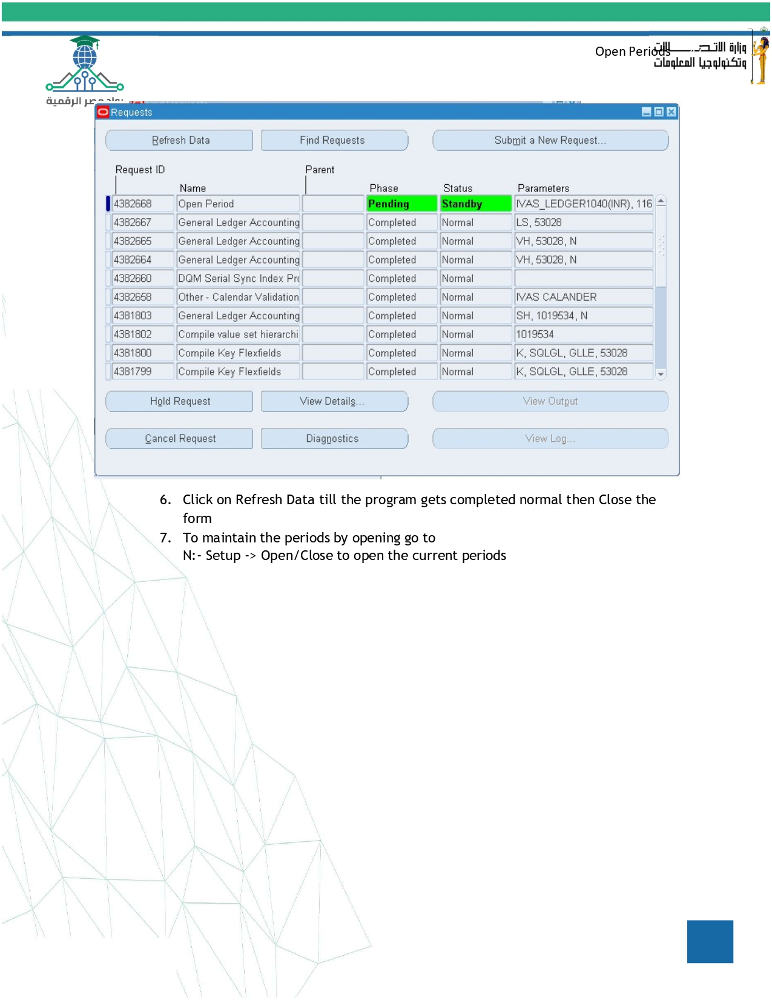 Open Periods
وزارة الاتصالات
وتكنولوجيا المعلومات
مصر الرقمية
Requests
Refresh Data Find Requests Submit a New Request...
Request ID Parent
Name Phase Status Parameters
4382668 Open Period Pending Standby IVAS_LEDGER1040(INR), 116
4382667 General Ledger Accounting Completed Normal LS, 53028
4382665 General Ledger Accounting Completed Normal VH, 53028, N
4382664 General Ledger Accounting Completed Normal VH, 53028, N
4382660 DQM Serial Sync Index Pro Completed Normal
4382658 Other - Calendar Validation Completed Normal IVAS CALANDER
4381803 General Ledger Accounting Completed Normal SH, 1019534, N
4381802 Compile value set hierarchi Completed Normal 1019534
4381800 Compile Key Flexfields Completed Normal K, SQLGL, GLLE, 53028
4381799 Compile Key Flexfields Completed Normal K, SQLGL, GLLE, 53028
Hold Request View Details... View Output
Cancel Request Diagnostics View Log...
6. Click on Refresh Data till the program gets completed normal then Close the
form
7. To maintain the periods by opening go to
N:- Setup -> Open/Close to open the current periods